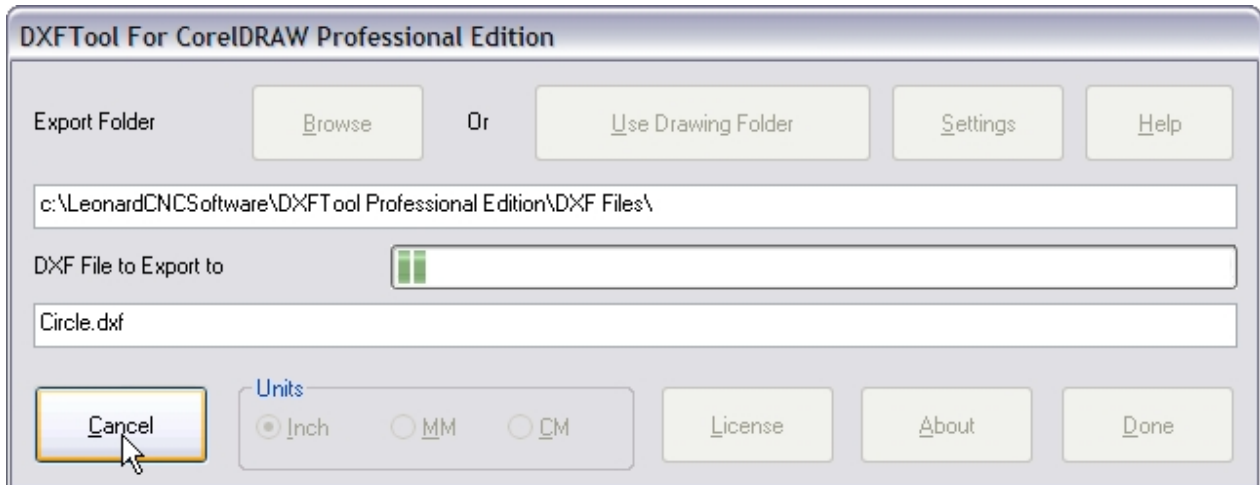 DXFTool For CorelDRAW Professional Edition
Export Folder Browse Or Use Drawing Folder Settings Help
c:\LeonardCNCSoftware\DXFTool Professional Edition\DXF Files\
DXF File to Export to
Circle.dxf
Units
Cancel Inch MM CM License About Done